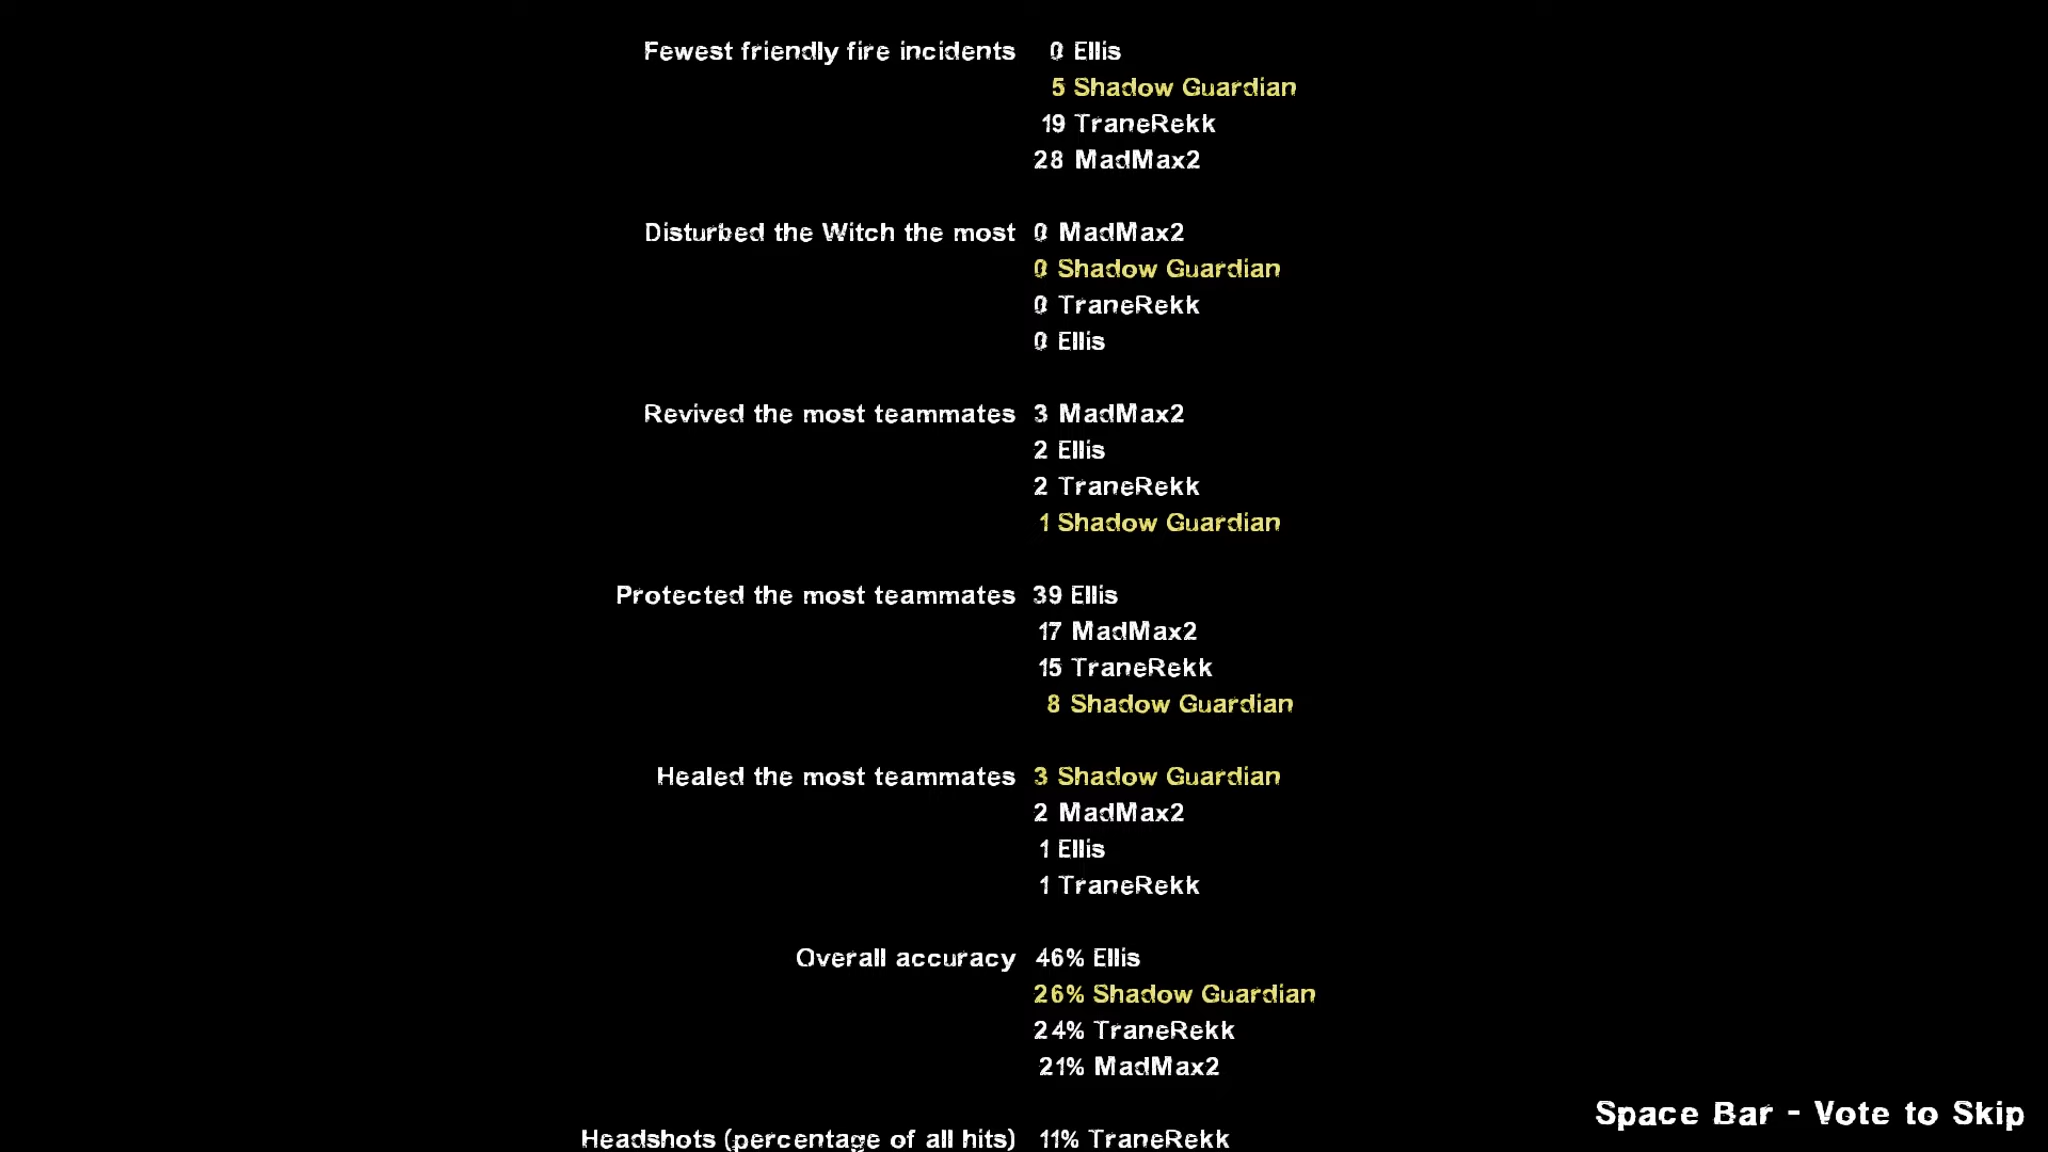 Fewest friendly fire incidents 0 Ellis
5 Shadow Guardian
19 TraneRekk
28 MadMax2
Disturbed the Witch the most 0 MadMax2
0 Shadow Guardian
0 TraneRekk
0 Ellis
Revived the most teammates 3 MadMax2
2 Ellis
2 TraneRekk
1 Shadow Guardian
Protected the most teammates 39 Ellis
17 MadMax2
15 TraneRekk
8 Shadow Guardian
Healed the most teammates 3 Shadow Guardian
2 MadMax2
1 Ellis
1 TraneRekk
Overall accuracy 46% Ellis
26% Shadow Guardian
24% TraneRekk
21% MadMax2
Space Bar - Vote to Skip
Headshots (percentage of all hits) 11% TraneRekk